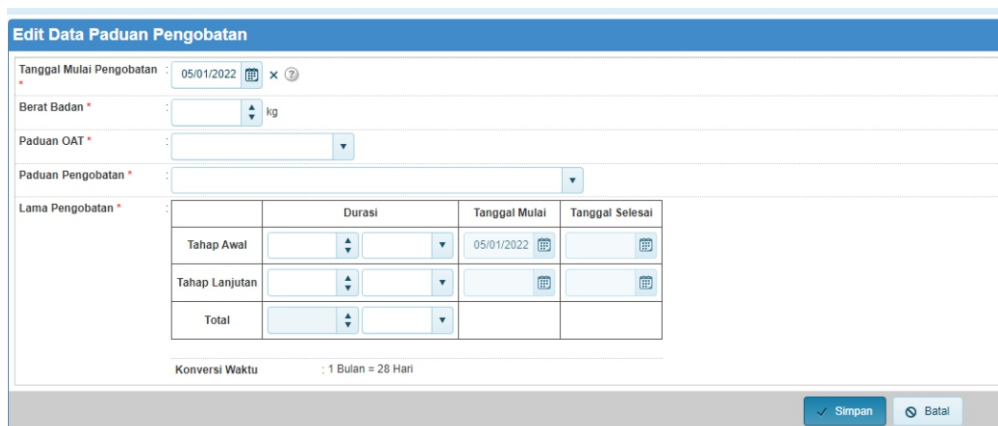 Edit Data Paduan Pengobatan
Tanggal Mulai Pengobatan * : 05/01/2022 × ?
Berat Badan * : kg
Paduan OAT * :
Paduan Pengobatan * :
Lama Pengobatan * :
Durasi Tanggal Mulai Tanggal Selesai
Tahap Awal 05/01/2022
Tahap Lanjutan
Total
Konversi Waktu : 1 Bulan = 28 Hari
Simpan Batal